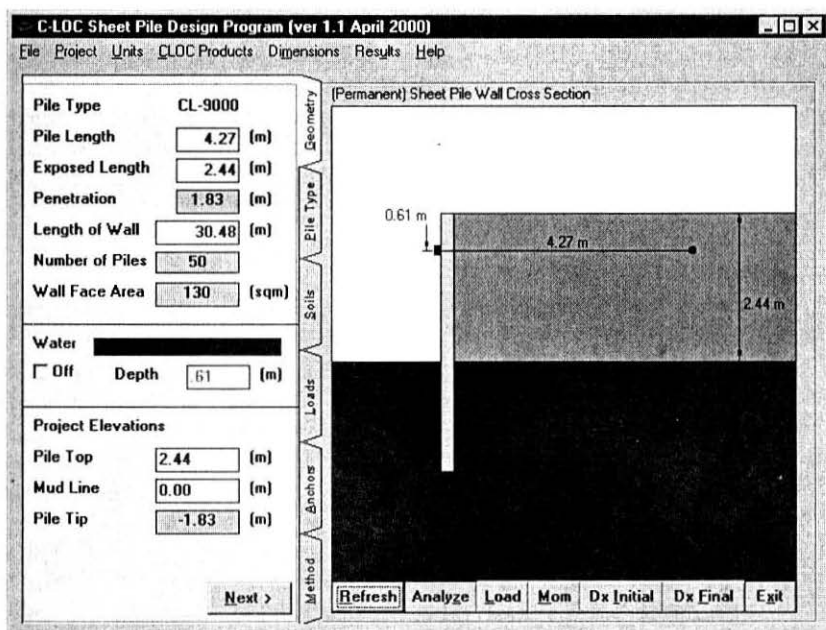 C-LOC Sheet Pile Design Program (ver 1.1 April 2000)
File Project Units CLOC Products Dimensions Results Help
Pile Type CL-9000
Pile Length 4.27 (m)
Exposed Length 2.44 (m)
Penetration 1.83 (m)
Length of Wall 30.48 (m)
Number of Piles 50
Wall Face Area 130 (sqm)
Water
Off Depth .61 (m)
Project Elevations
Pile Top 2.44 (m)
Mud Line 0.00 (m)
Pile Tip -1.83 (m)
Next >
Geometry
Pile Type
Soils
Loads
Anchors
Method
(Permanent) Sheet Pile Wall Cross Section
0.61 m
4.27 m
2.44 m
Refresh Analyze Load Mom Dx Initial Dx Final Exit